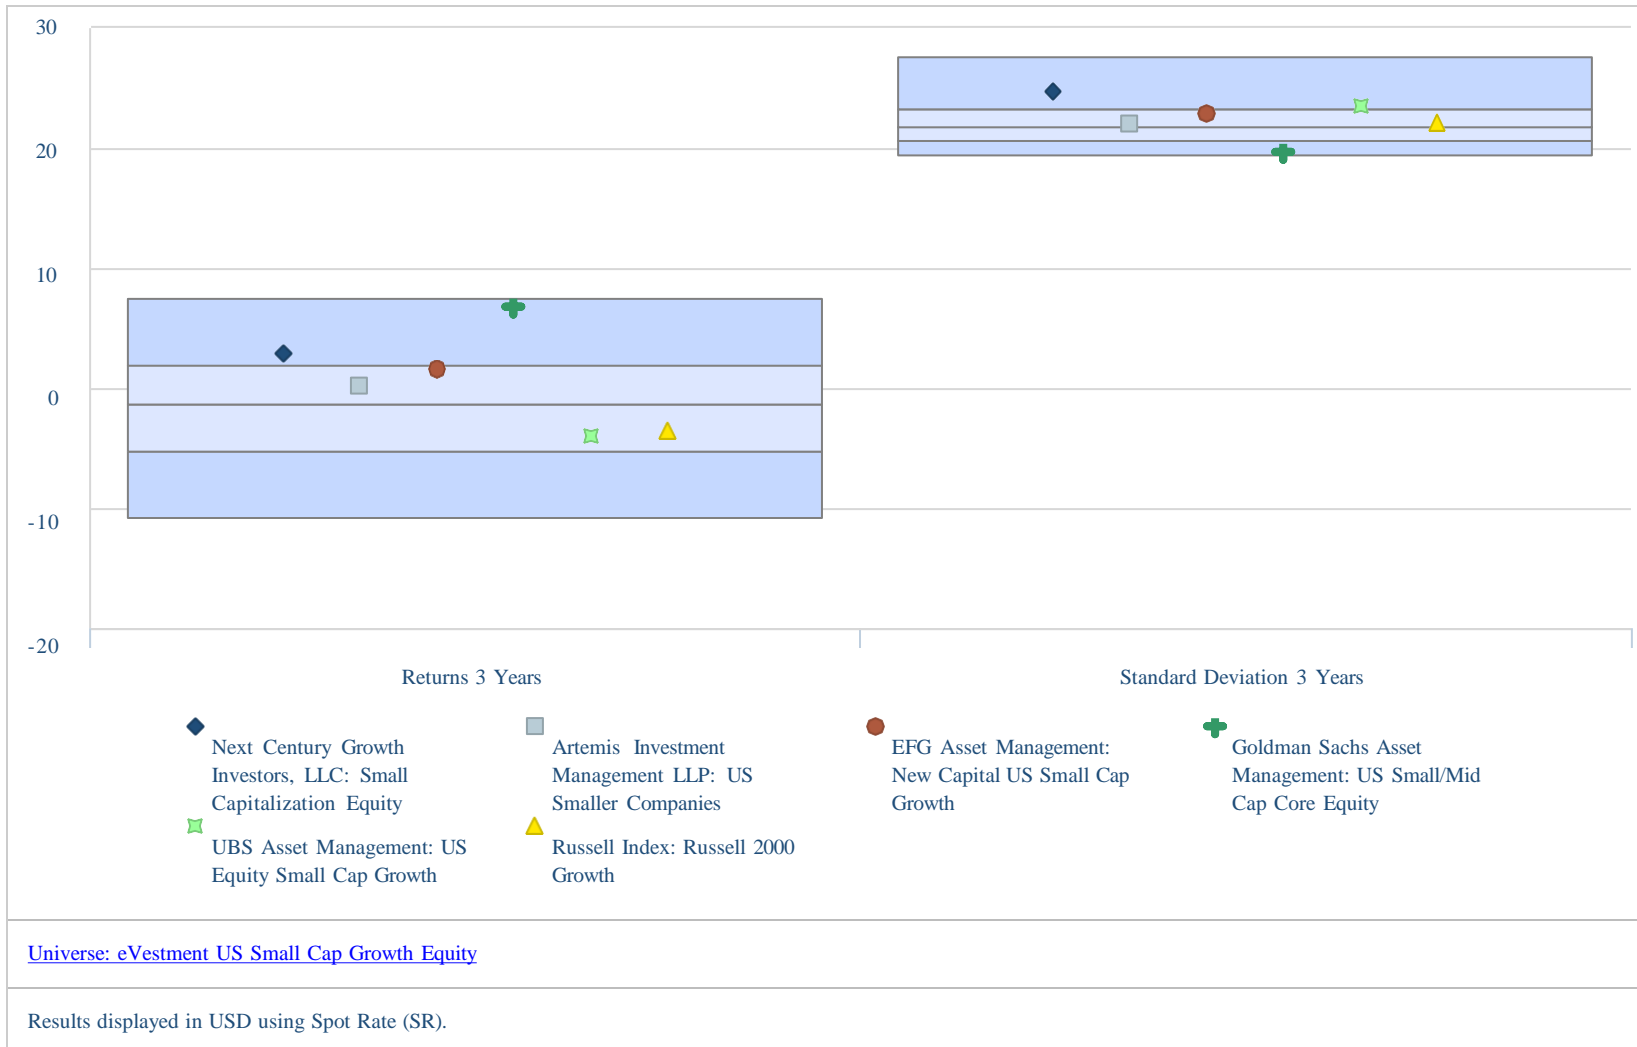 30
20
10
0
-10
-20
Returns 3 Years
Standard Deviation 3 Years
Next Century Growth
Investors, LLC: Small
Capitalization Equity
Artemis Investment
Management LLP: US
Smaller Companies
EFG Asset Management:
New Capital US Small Cap
Growth
Goldman Sachs Asset
Management: US Small/Mid
Cap Core Equity
UBS Asset Management: US
Equity Small Cap Growth
Russell Index: Russell 2000
Growth
Universe: eVestment US Small Cap Growth Equity
Results displayed in USD using Spot Rate (SR).